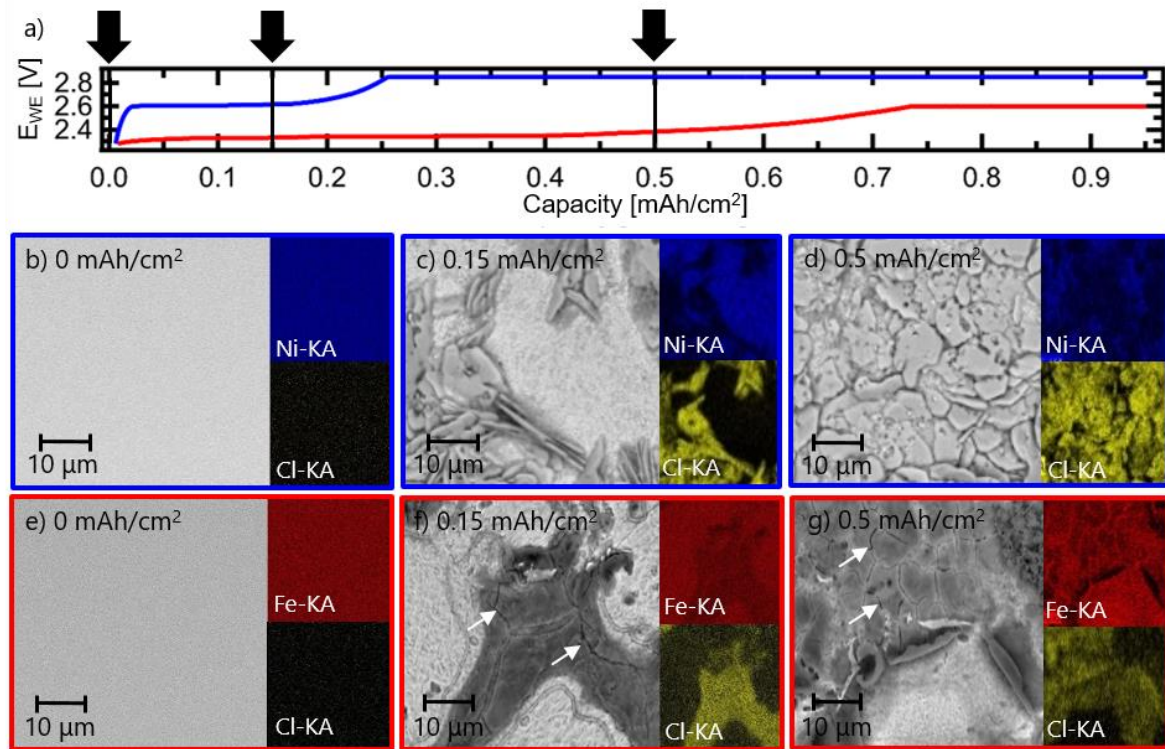 a)
E_WE [V]
2.8
2.6
2.4
0.0 0.1 0.2 0.3 0.4 0.5 0.6 0.7 0.8 0.9
Capacity [mAh/cm²]
b) 0 mAh/cm²
Ni-KA
10 µm
Cl-KA
c) 0.15 mAh/cm²
Ni-KA
10 µm
Cl-KA
d) 0.5 mAh/cm²
Ni-KA
10 µm
Cl-KA
e) 0 mAh/cm²
Fe-KA
10 µm
Cl-KA
f) 0.15 mAh/cm²
Fe-KA
10 µm
Cl-KA
g) 0.5 mAh/cm²
Fe-KA
10 µm
Cl-KA